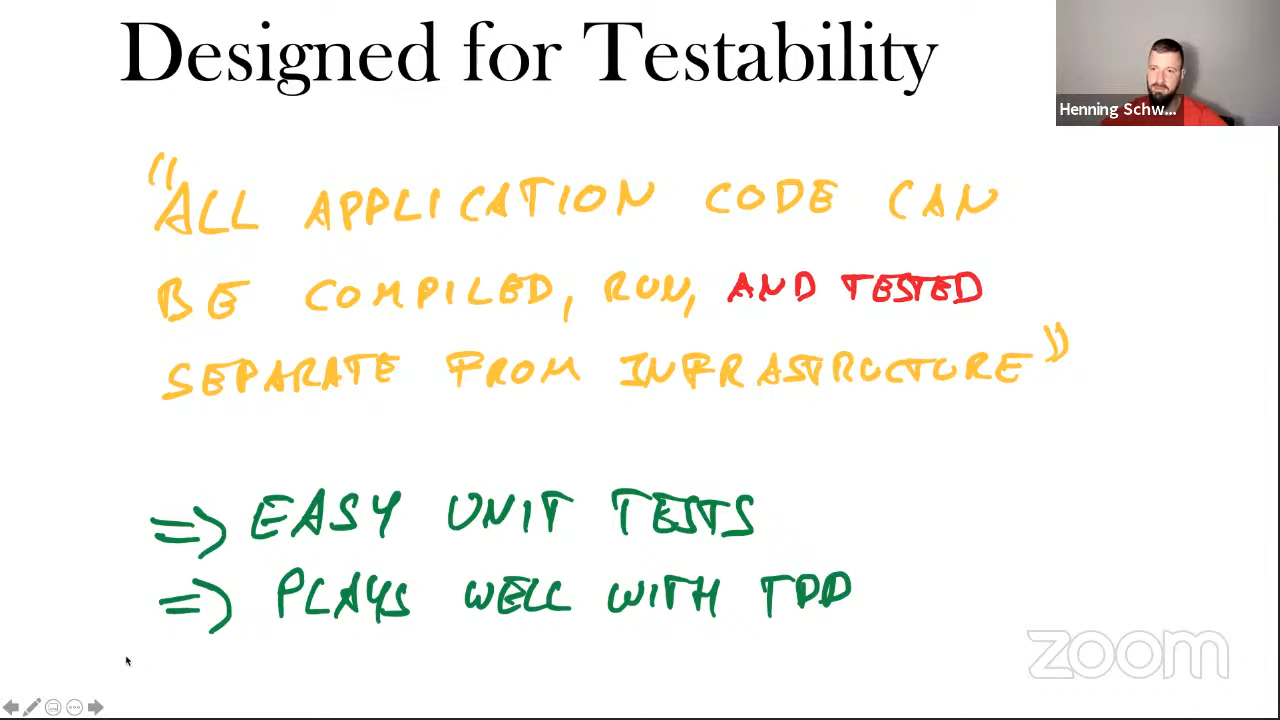 Designed for Testability
Henning Schw...
"ALL APPLICATION CODE CAN
BE COMPILED, RUN, AND TESTED
SEPARATE FROM INFRASTRUCTURE"
=> EASY UNIT TESTS
=> PLAYS WELL WITH TDD
zoom